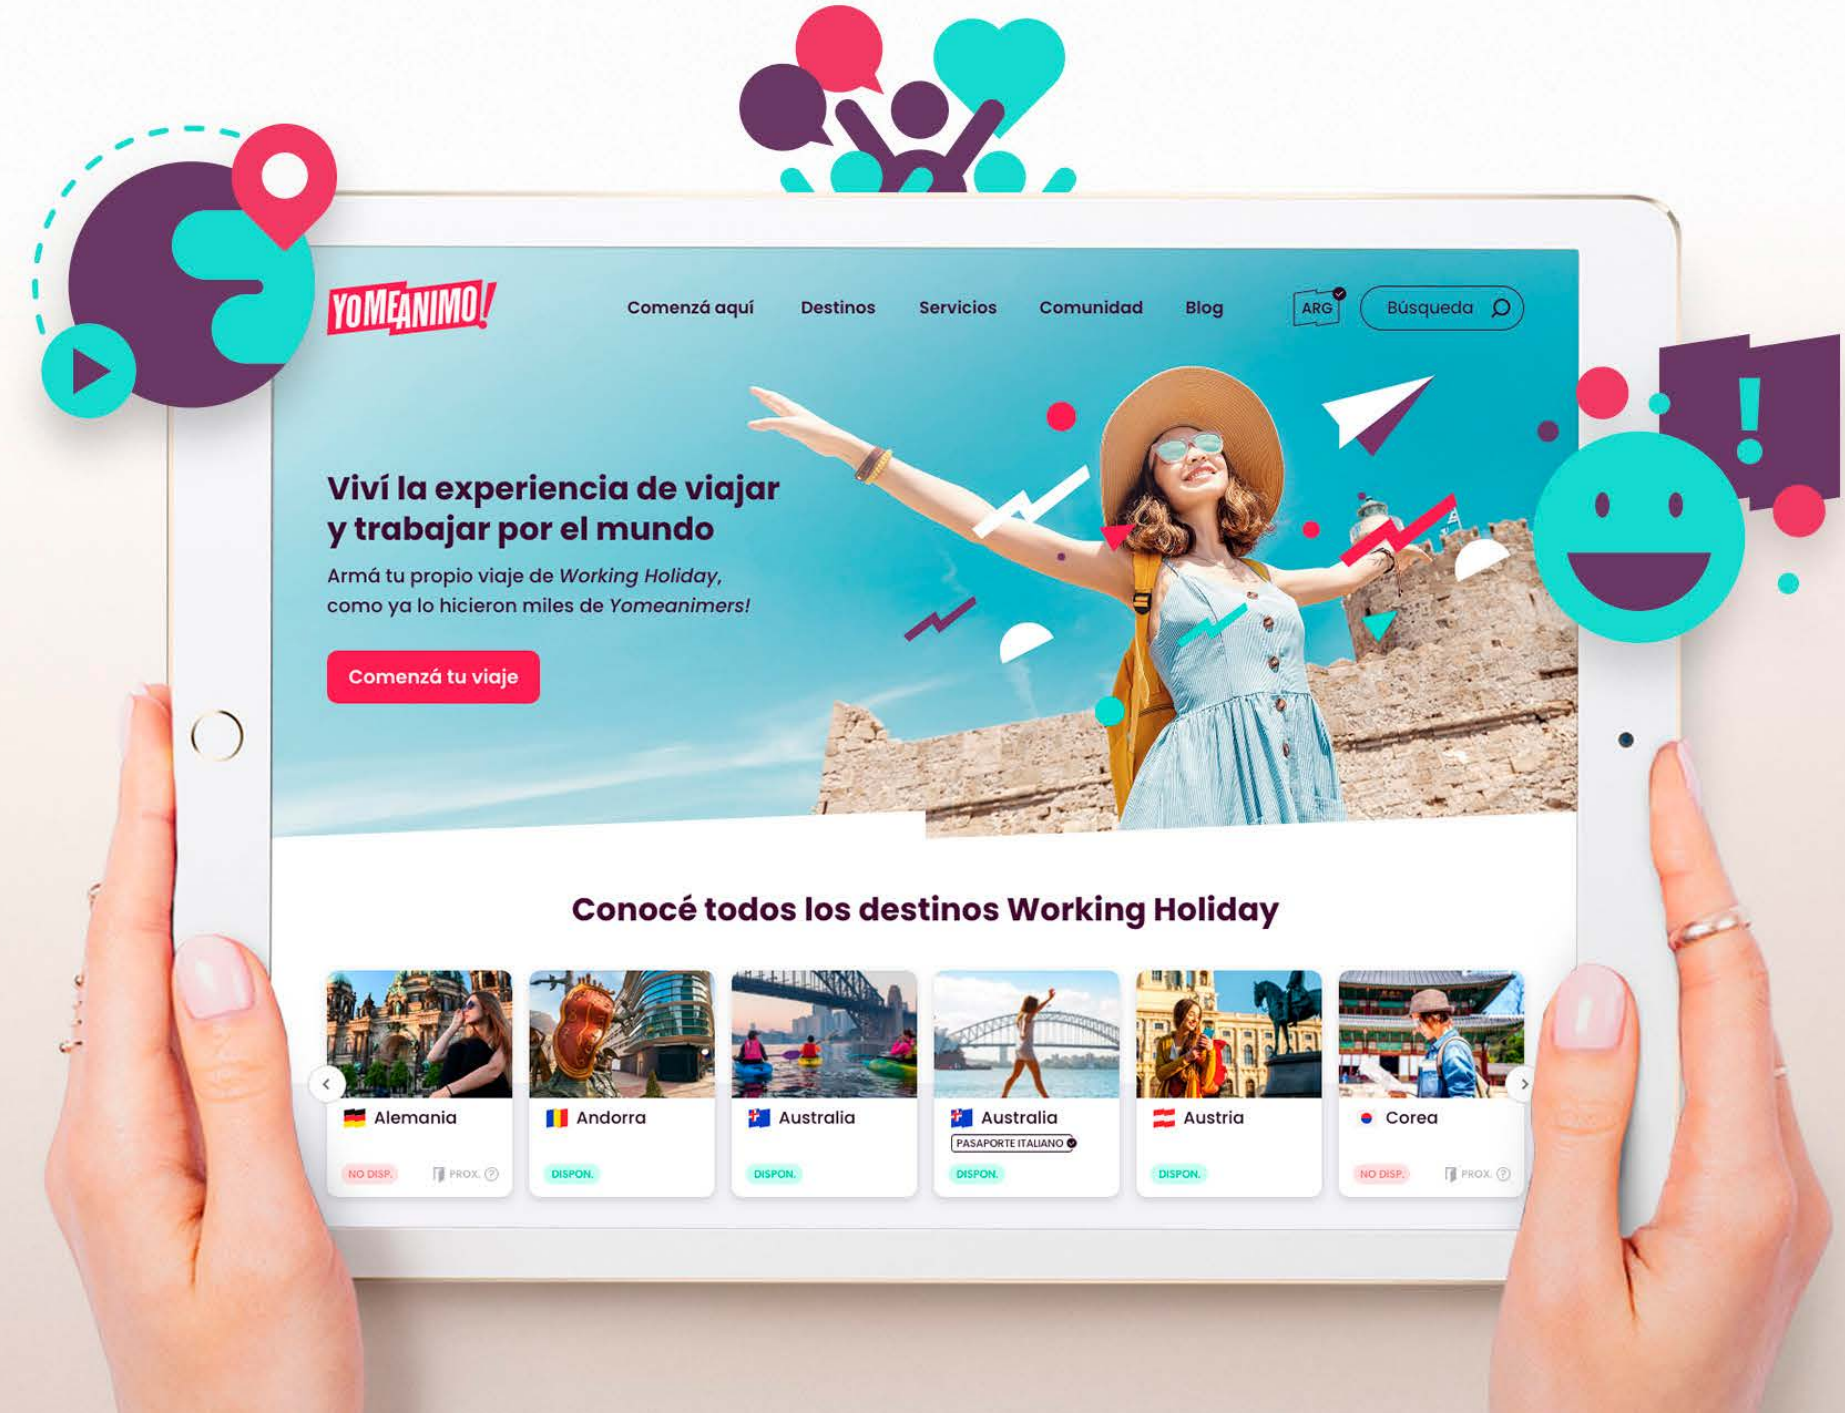 YOMEANIMO!
Comenzá aquí
Destinos
Servicios
Comunidad
Blog
ARG
Búsqueda
!
Viví la experiencia de viajar
y trabajar por el mundo
Armá tu propio viaje de Working Holiday,
como ya lo hicieron miles de Yomeanimers!
Comenzá tu viaje
Conocé todos los destinos Working Holiday
Alemania
NO DISP.
PROX. ?
Andorra
DISPON.
Australia
DISPON.
Australia
PASAPORTE ITALIANO
DISPON.
Austria
DISPON.
Corea
NO DISP.
PROX. ?